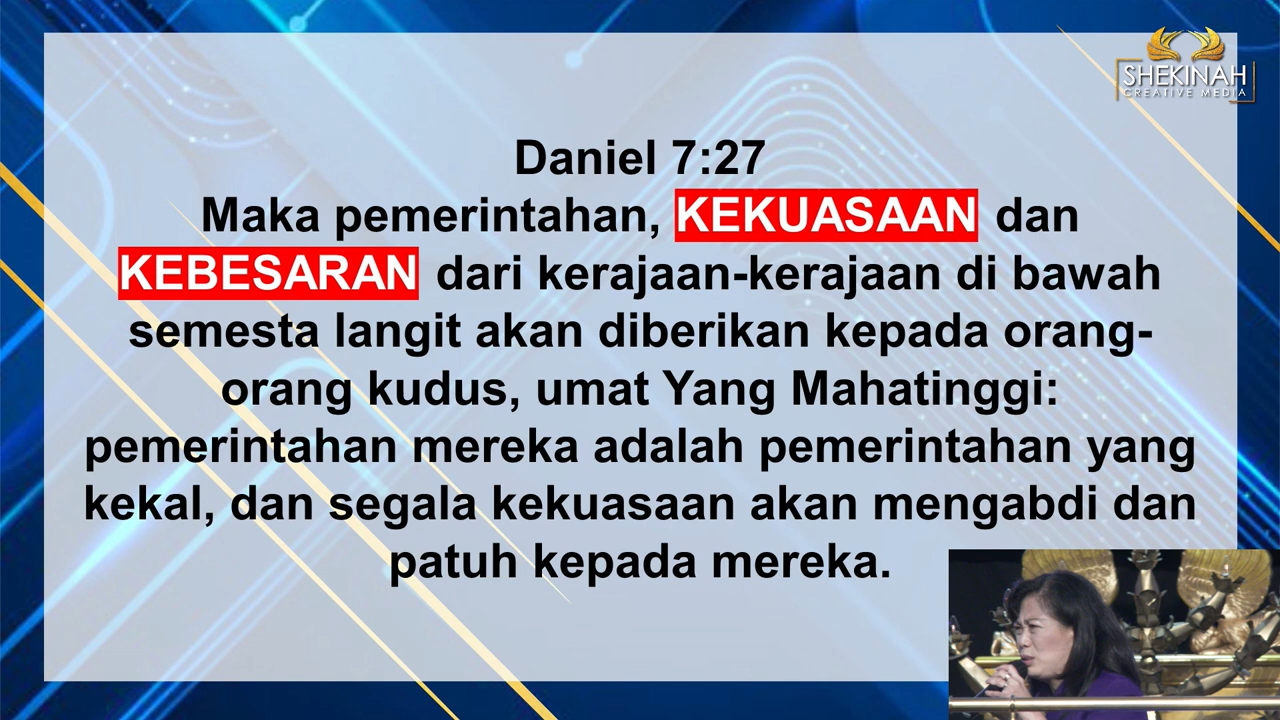 SHEKINAH
CREATIVE MEDIA
Daniel 7:27
Maka pemerintahan, KEKUASAAN dan
KEBESARAN dari kerajaan-kerajaan di bawah
semesta langit akan diberikan kepada orang-
orang kudus, umat Yang Mahatinggi:
pemerintahan mereka adalah pemerintahan yang
kekal, dan segala kekuasaan akan mengabdi dan
patuh kepada mereka.